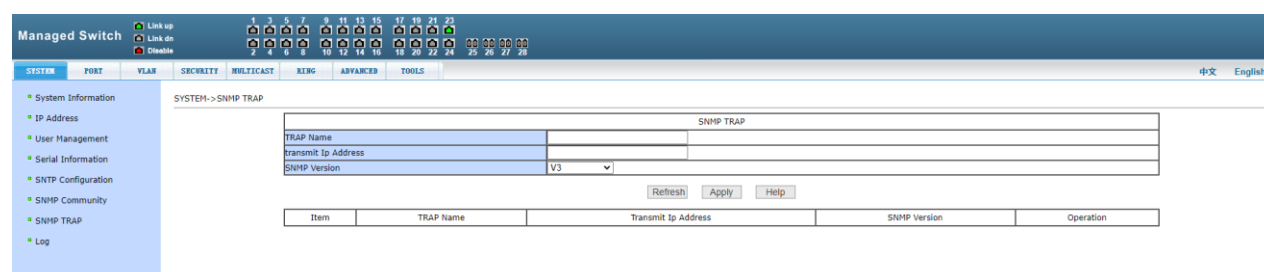 Managed Switch
Link up
Link dn
Disable
1 3 5 7 9 11 13 15 17 19 21 23
2 4 6 8 10 12 14 16 18 20 22 24 25 26 27 28
SYSTEM PORT VLAN SECURITY MULTICAST RING ADVANCED TOOLS 中文 English
System Information
IP Address
User Management
Serial Information
SNTP Configuration
SNMP Community
SNMP TRAP
Log
SYSTEM->SNMP TRAP
SNMP TRAP
TRAP Name
transmit Ip Address
SNMP Version V3
Refresh Apply Help
Item TRAP Name Transmit Ip Address SNMP Version Operation